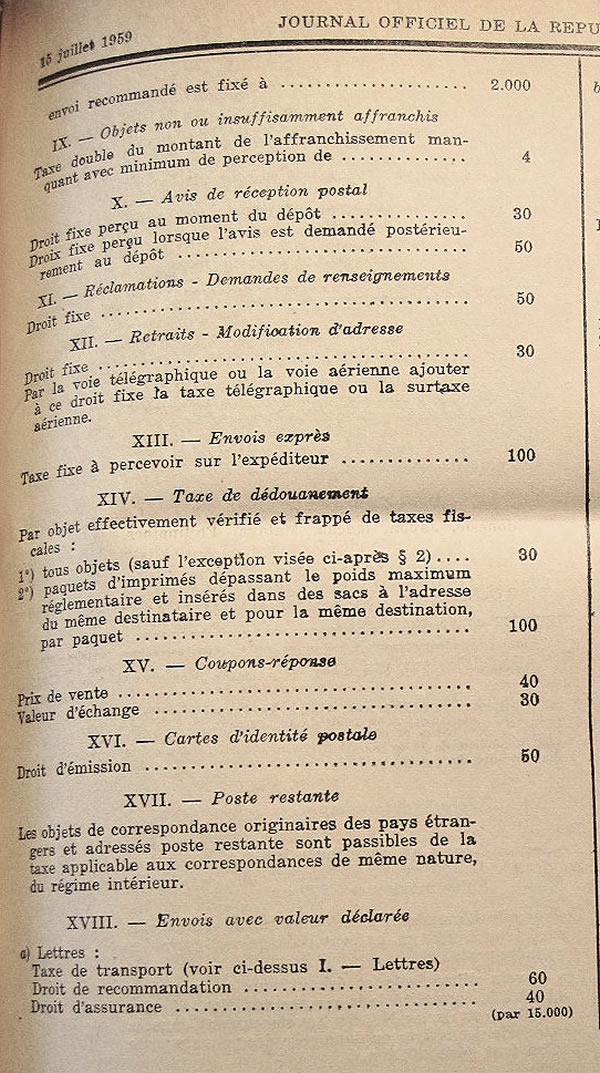 15 juillet 1959 JOURNAL OFFICIEL DE LA REPU
envoi recommandé est fixé à .................... 2.000
IX. — Objets non ou insuffisamment affranchis
Taxe double du montant de l'affranchissement man-
quant avec minimum de perception de .............. 4
X. — Avis de réception postal
Droit fixe perçu au moment du dépôt ............... 30
Droix fixe perçu lorsque l'avis est demandé postérieu-
rement au dépôt .............................. 50
XI. — Réclamations - Demandes de renseignements
Droit fixe ........................................ 50
XII. — Retraits - Modification d'adresse
Droit fixe ........................................ 30
Par la voie télégraphique ou la voie aérienne ajouter
à ce droit fixe la taxe télégraphique ou la surtaxe
aérienne.
XIII. — Envois exprès
Taxe fixe à percevoir sur l'expéditeur .............. 100
XIV. — Taxe de dédouanement
Par objet effectivement vérifié et frappé de taxes fis-
cales :
1°) tous objets (sauf l'exception visée ci-après § 2).... 30
2°) paquets d'imprimés dépassant le poids maximum
réglementaire et insérés dans des sacs à l'adresse
du même destinataire et pour la même destination,
par paquet .................................... 100
XV. — Coupons-réponse
Prix de vente ...................................... 40
Valeur d'échange .................................. 30
XVI. — Cartes d'identité postale
Droit d'émission .................................. 50
XVII. — Poste restante
Les objets de correspondance originaires des pays étran-
gers et adressés poste restante sont passibles de la
taxe applicable aux correspondances de même nature,
du régime intérieur.
XVIII. — Envois avec valeur déclarée
a) Lettres :
Taxe de transport (voir ci-dessus I. — Lettres)
Droit de recommandation .......................... 60
Droit d'assurance ................................ 40
(par 15.000)
b